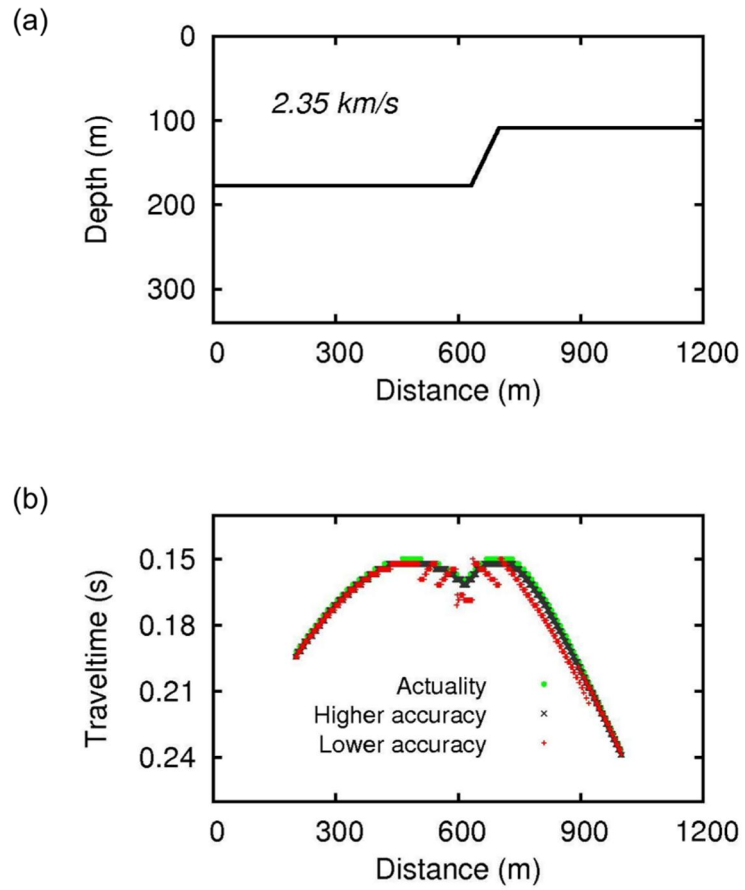 (a)
0
100
200
300
Depth (m)
2.35 km/s
0 300 600 900 1200
Distance (m)
(b)
0.15
0.18
0.21
0.24
Traveltime (s)
Actuality
Higher accuracy
Lower accuracy
0 300 600 900 1200
Distance (m)